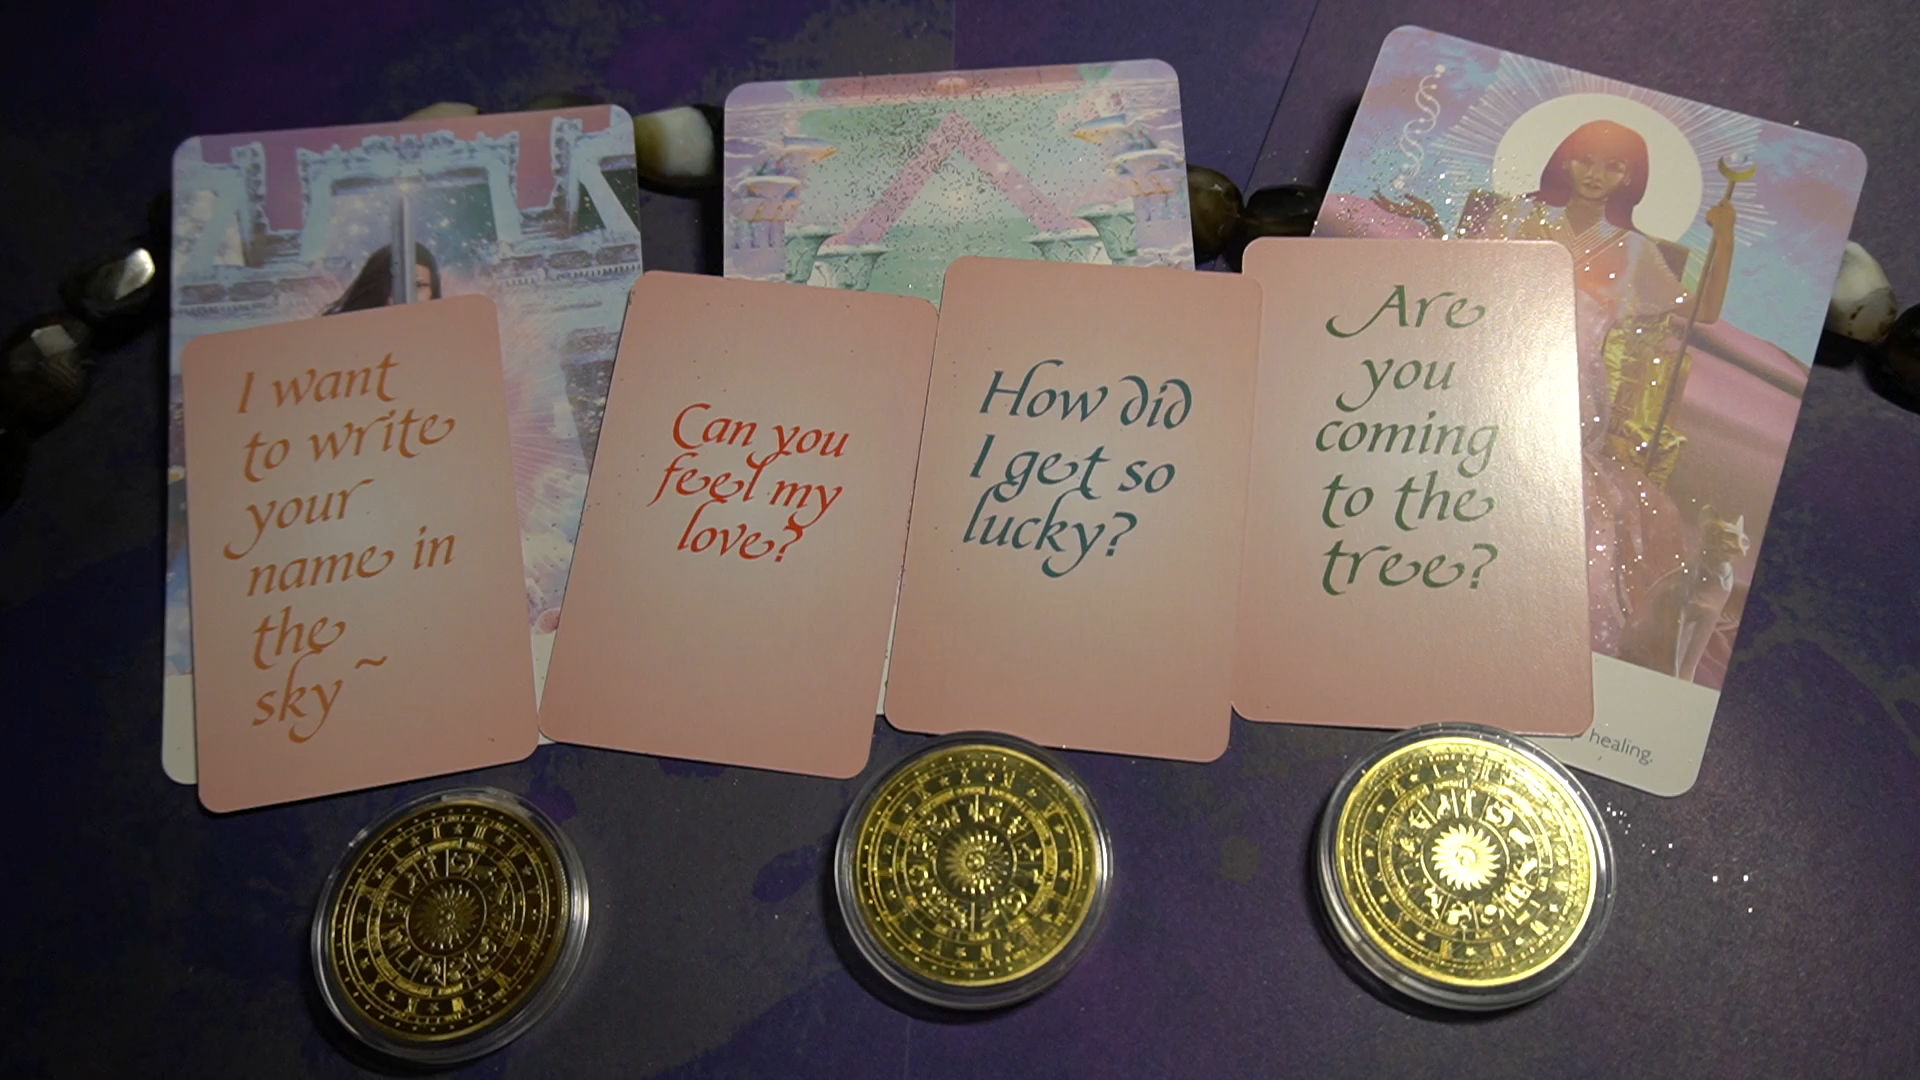 I want
to write
your
name in
the
sky~
Can you
feel my
love?
How did
I get so
lucky?
Are
you
coming
to the
tree?
healing.